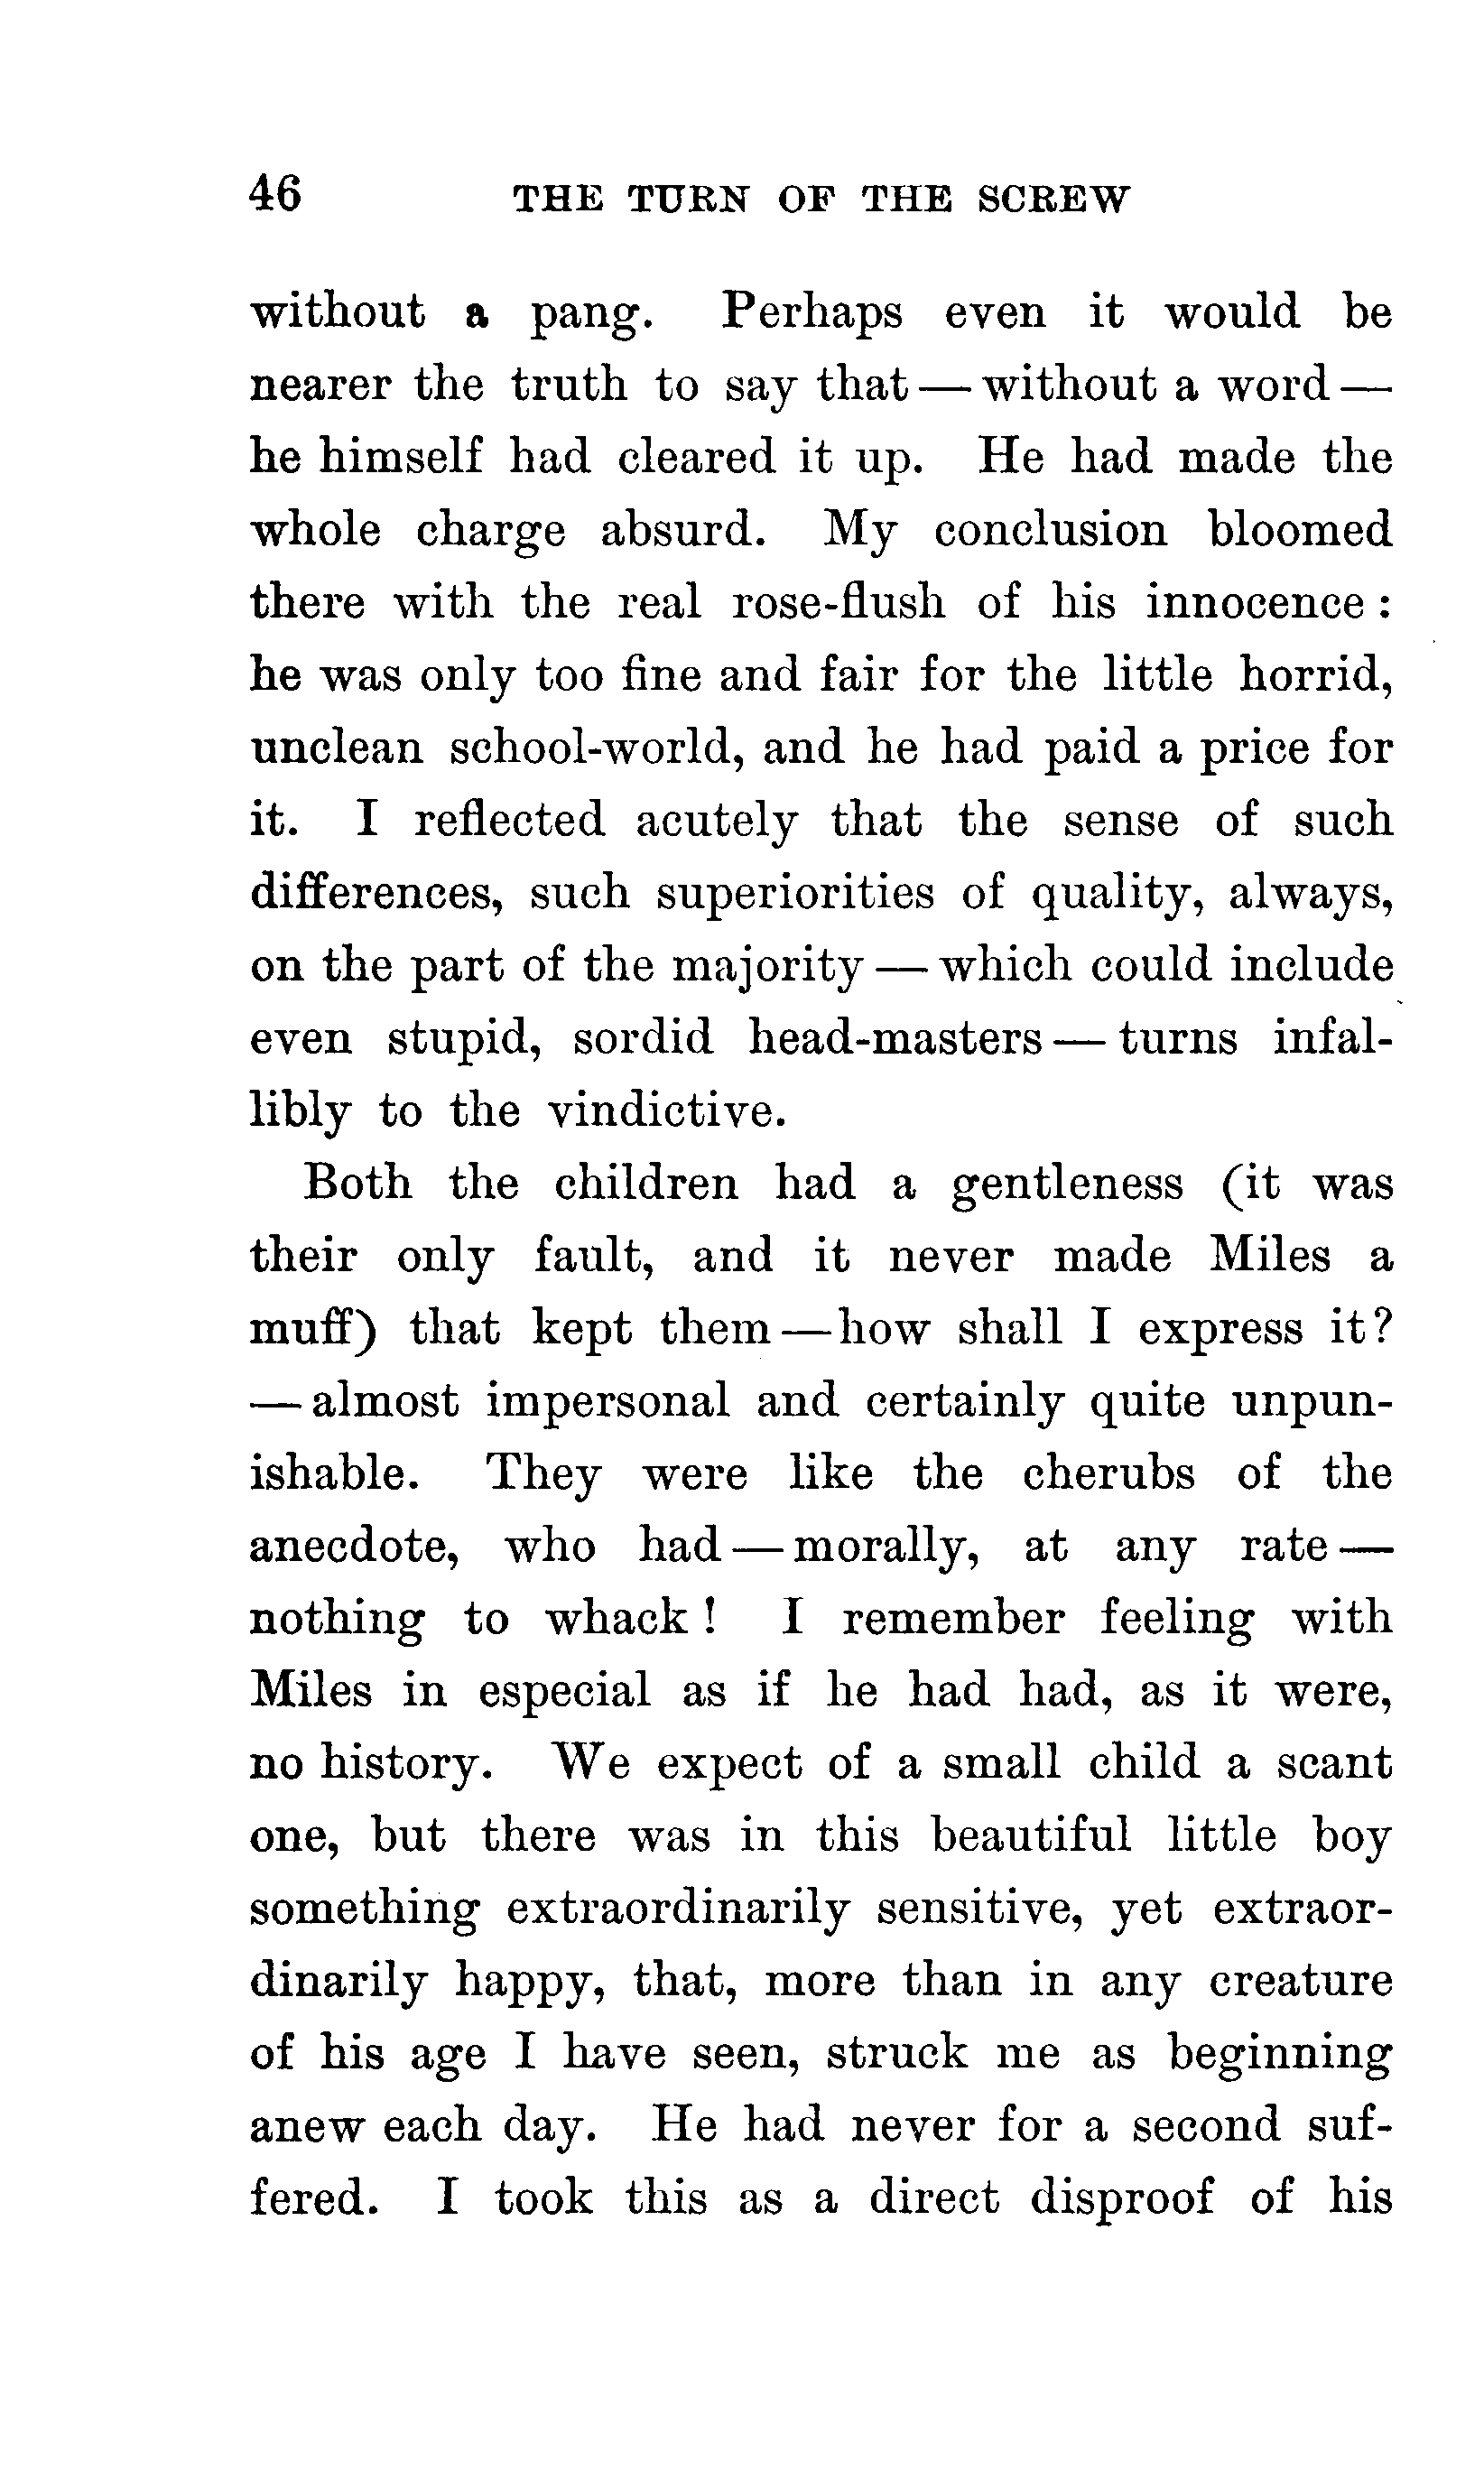 46 THE TURN OF THE SCREW
without a pang. Perhaps even it would be
nearer the truth to say that — without a word —
he himself had cleared it up. He had made the
whole charge absurd. My conclusion bloomed
there with the real rose-flush of his innocence :
he was only too fine and fair for the little horrid,
unclean school-world, and he had paid a price for
it. I reflected acutely that the sense of such
differences, such superiorities of quality, always,
on the part of the majority — which could include
even stupid, sordid head-masters — turns infal-
libly to the vindictive.
Both the children had a gentleness (it was
their only fault, and it never made Miles a
muff) that kept them — how shall I express it?
— almost impersonal and certainly quite unpun-
ishable. They were like the cherubs of the
anecdote, who had — morally, at any rate —
nothing to whack ! I remember feeling with
Miles in especial as if he had had, as it were,
no history. We expect of a small child a scant
one, but there was in this beautiful little boy
something extraordinarily sensitive, yet extraor-
dinarily happy, that, more than in any creature
of his age I have seen, struck me as beginning
anew each day. He had never for a second suf-
fered. I took this as a direct disproof of his